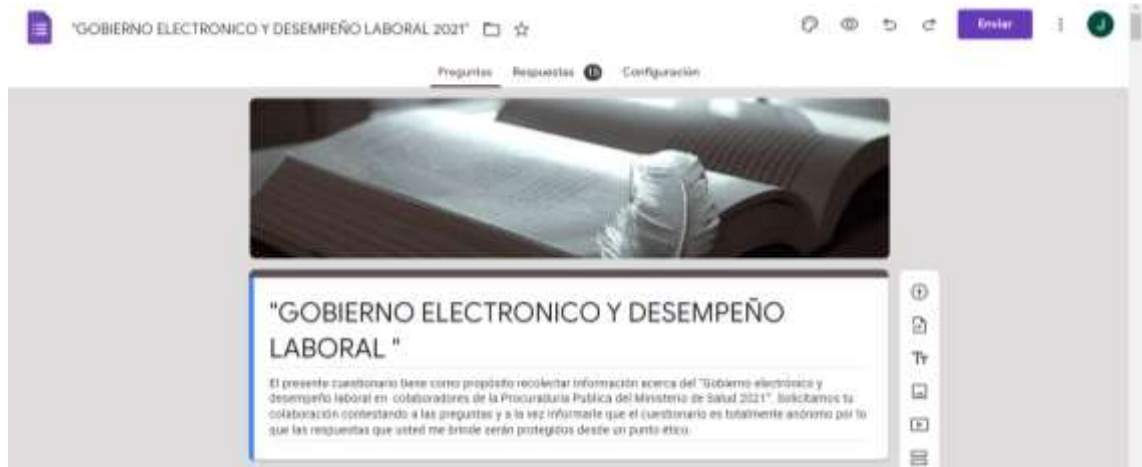 "GOBIERNO ELECTRONICO Y DESEMPEÑO LABORAL 2021"
Enviar
J
Preguntas Respuestas Configuración
"GOBIERNO ELECTRONICO Y DESEMPEÑO
LABORAL "
El presente cuestionario tiene como propósito recolectar información acerca del "Gobierno electrónico y
desempeño laboral en colaboradores de la Procuraduría Publica del Ministerio de Salud 2021". Solicitamos tu
colaboración contestando a las preguntas y a la vez informarle que el cuestionario es totalmente anónimo por lo
que las respuestas que usted me brinde serán protegidos desde un punto ético.
Tт